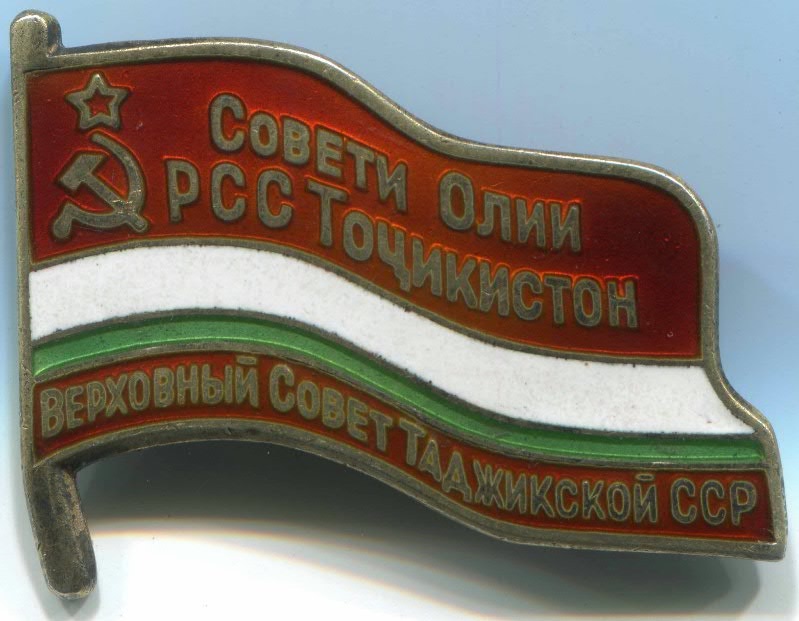 Совети Олии
РСС Тоҷикистон
Верховный Совет Таджикской ССР